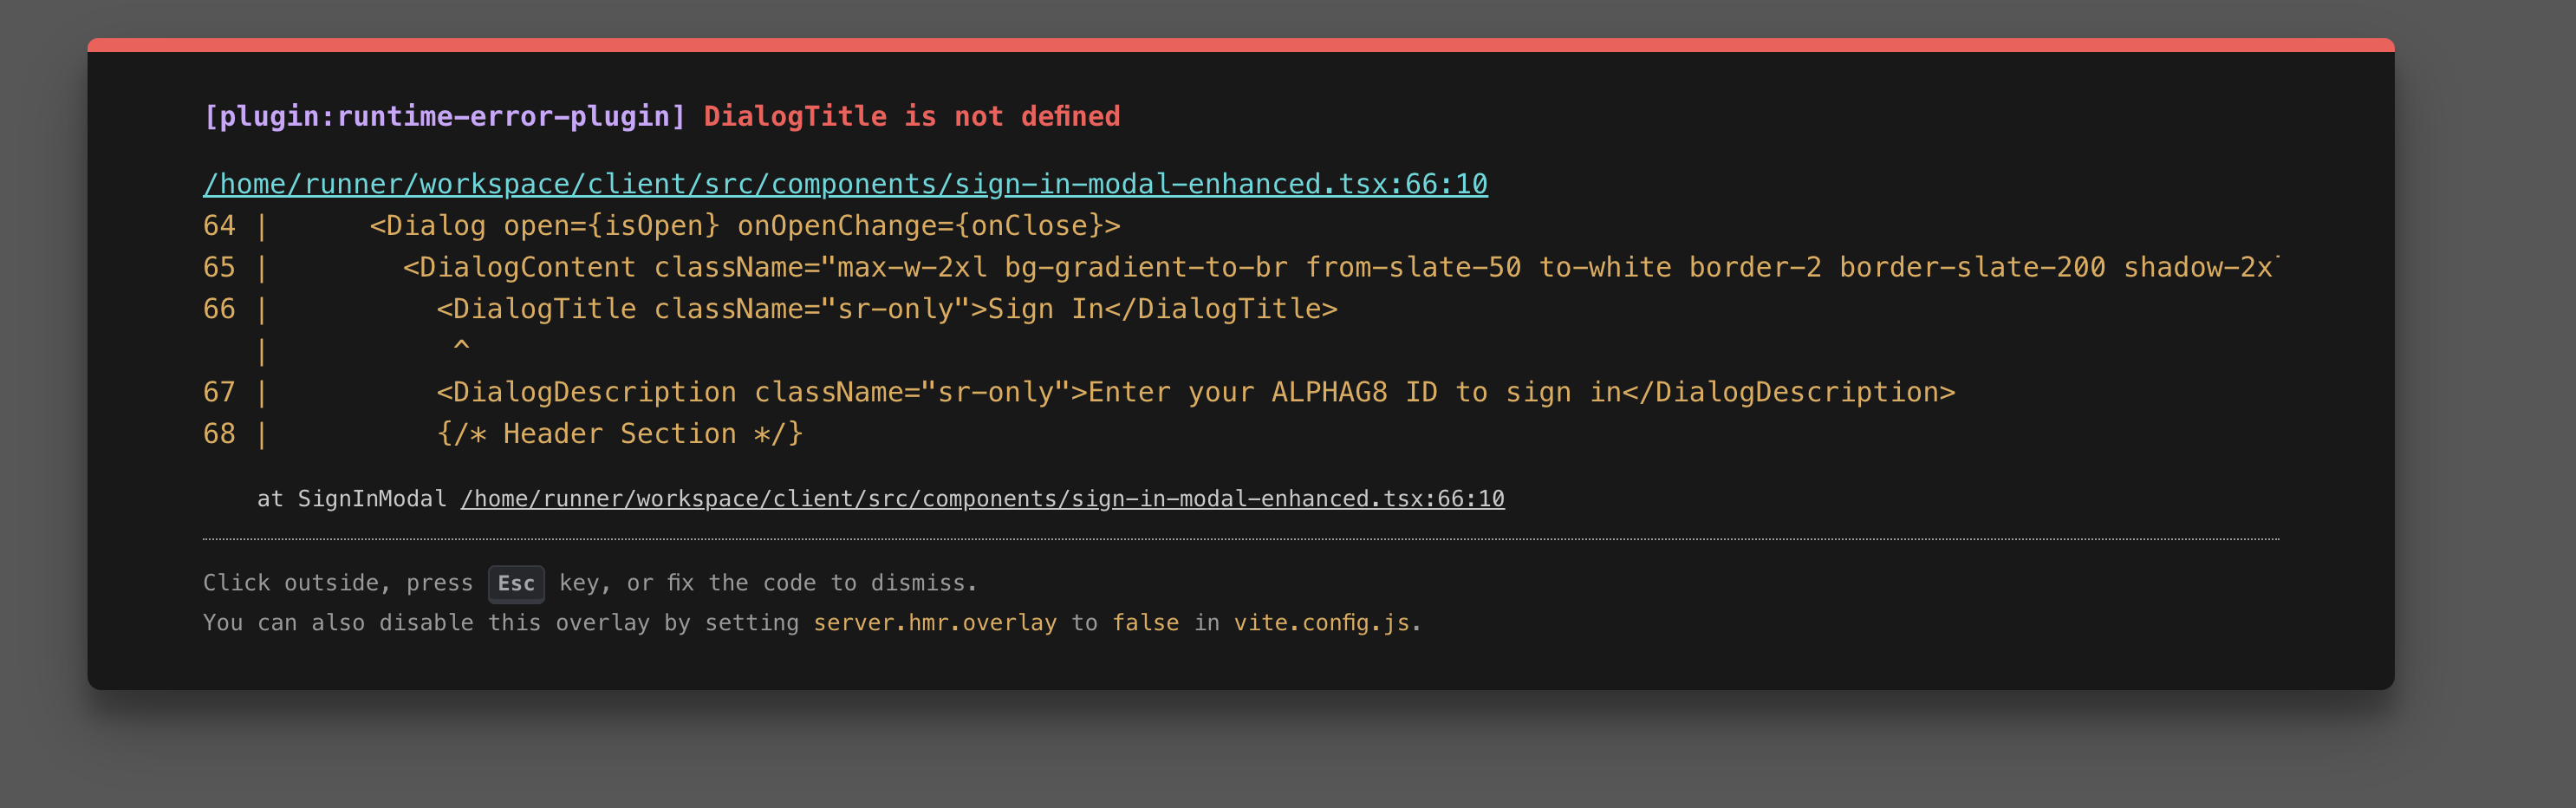 [plugin:runtime-error-plugin] DialogTitle is not defined
/home/runner/workspace/client/src/components/sign-in-modal-enhanced.tsx:66:10
64 |      <Dialog open={isOpen} onOpenChange={onClose}>
65 |        <DialogContent className="max-w-2xl bg-gradient-to-br from-slate-50 to-white border-2 border-slate-200 shadow-2x
66 |          <DialogTitle className="sr-only">Sign In</DialogTitle>
   |           ^
67 |          <DialogDescription className="sr-only">Enter your ALPHAG8 ID to sign in</DialogDescription>
68 |          {/* Header Section */}
    at SignInModal /home/runner/workspace/client/src/components/sign-in-modal-enhanced.tsx:66:10
Click outside, press Esc key, or fix the code to dismiss.
You can also disable this overlay by setting server.hmr.overlay to false in vite.config.js.